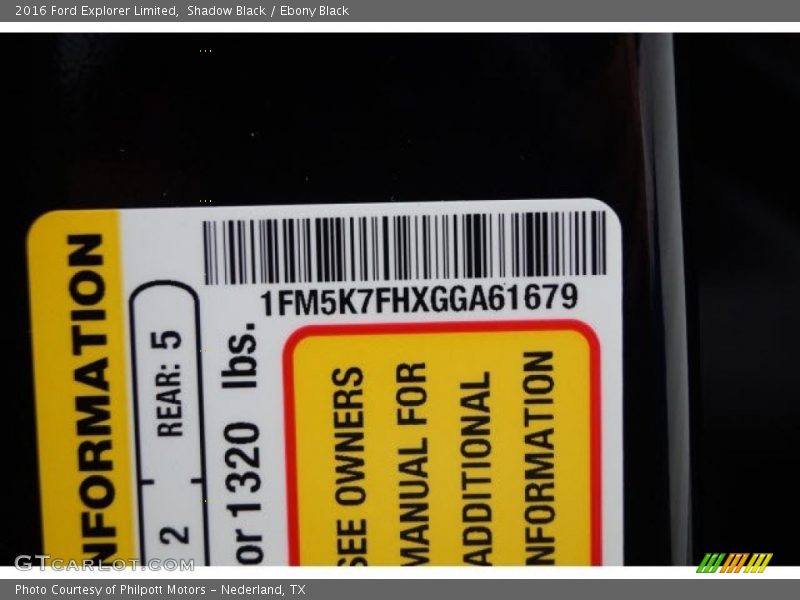 2016 Ford Explorer Limited, Shadow Black / Ebony Black
1FM5K7FHXGGA61679
NFORMATION
2 REAR: 5
or 1320 lbs.
SEE OWNERS
MANUAL FOR
ADDITIONAL
NFORMATION
GTcarlot.com
Photo Courtesy of Philpott Motors - Nederland, TX